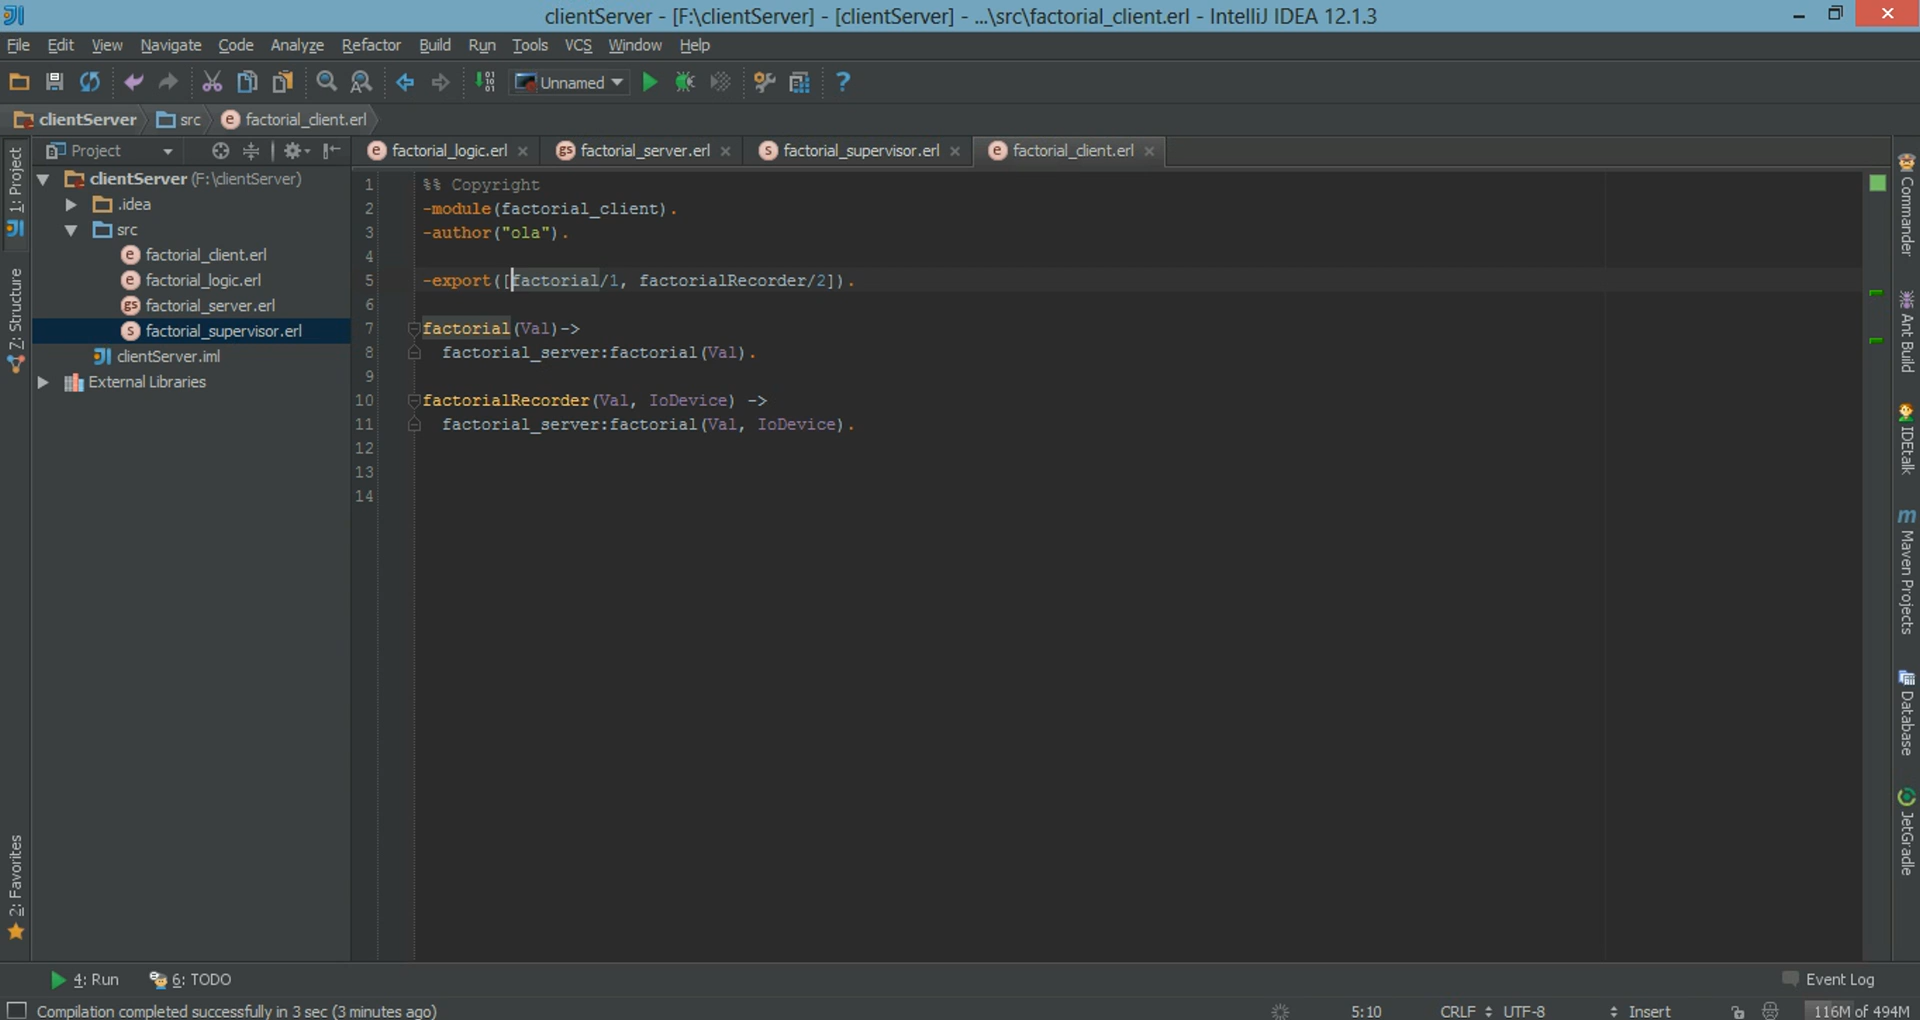 clientServer - [F:\clientServer] - [clientServer] - ...\src\factorial_client.erl - IntelliJ IDEA 12.1.3
File Edit View Navigate Code Analyze Refactor Build Run Tools VCS Window Help
Unnamed
clientServer src factorial_client.erl
Project
factorial_logic.erl factorial_server.erl factorial_supervisor.erl factorial_client.erl
1: Project
Z: Structure
2: Favorites
clientServer (F:\clientServer)
.idea
src
factorial_client.erl
factorial_logic.erl
factorial_server.erl
factorial_supervisor.erl
clientServer.iml
External Libraries
1 %% Copyright
2 -module(factorial_client).
3 -author("ola").
4
5 -export([factorial/1, factorialRecorder/2]).
6
7 factorial(Val)->
8 factorial_server:factorial(Val).
9
10 factorialRecorder(Val, IoDevice) ->
11 factorial_server:factorial(Val, IoDevice).
12
13
14
Commander
Ant Build
IDEtalk
Maven Projects
Database
JetGradle
4: Run 6: TODO Event Log
Compilation completed successfully in 3 sec (3 minutes ago) 5:10 CRLF UTF-8 Insert 116M of 494M